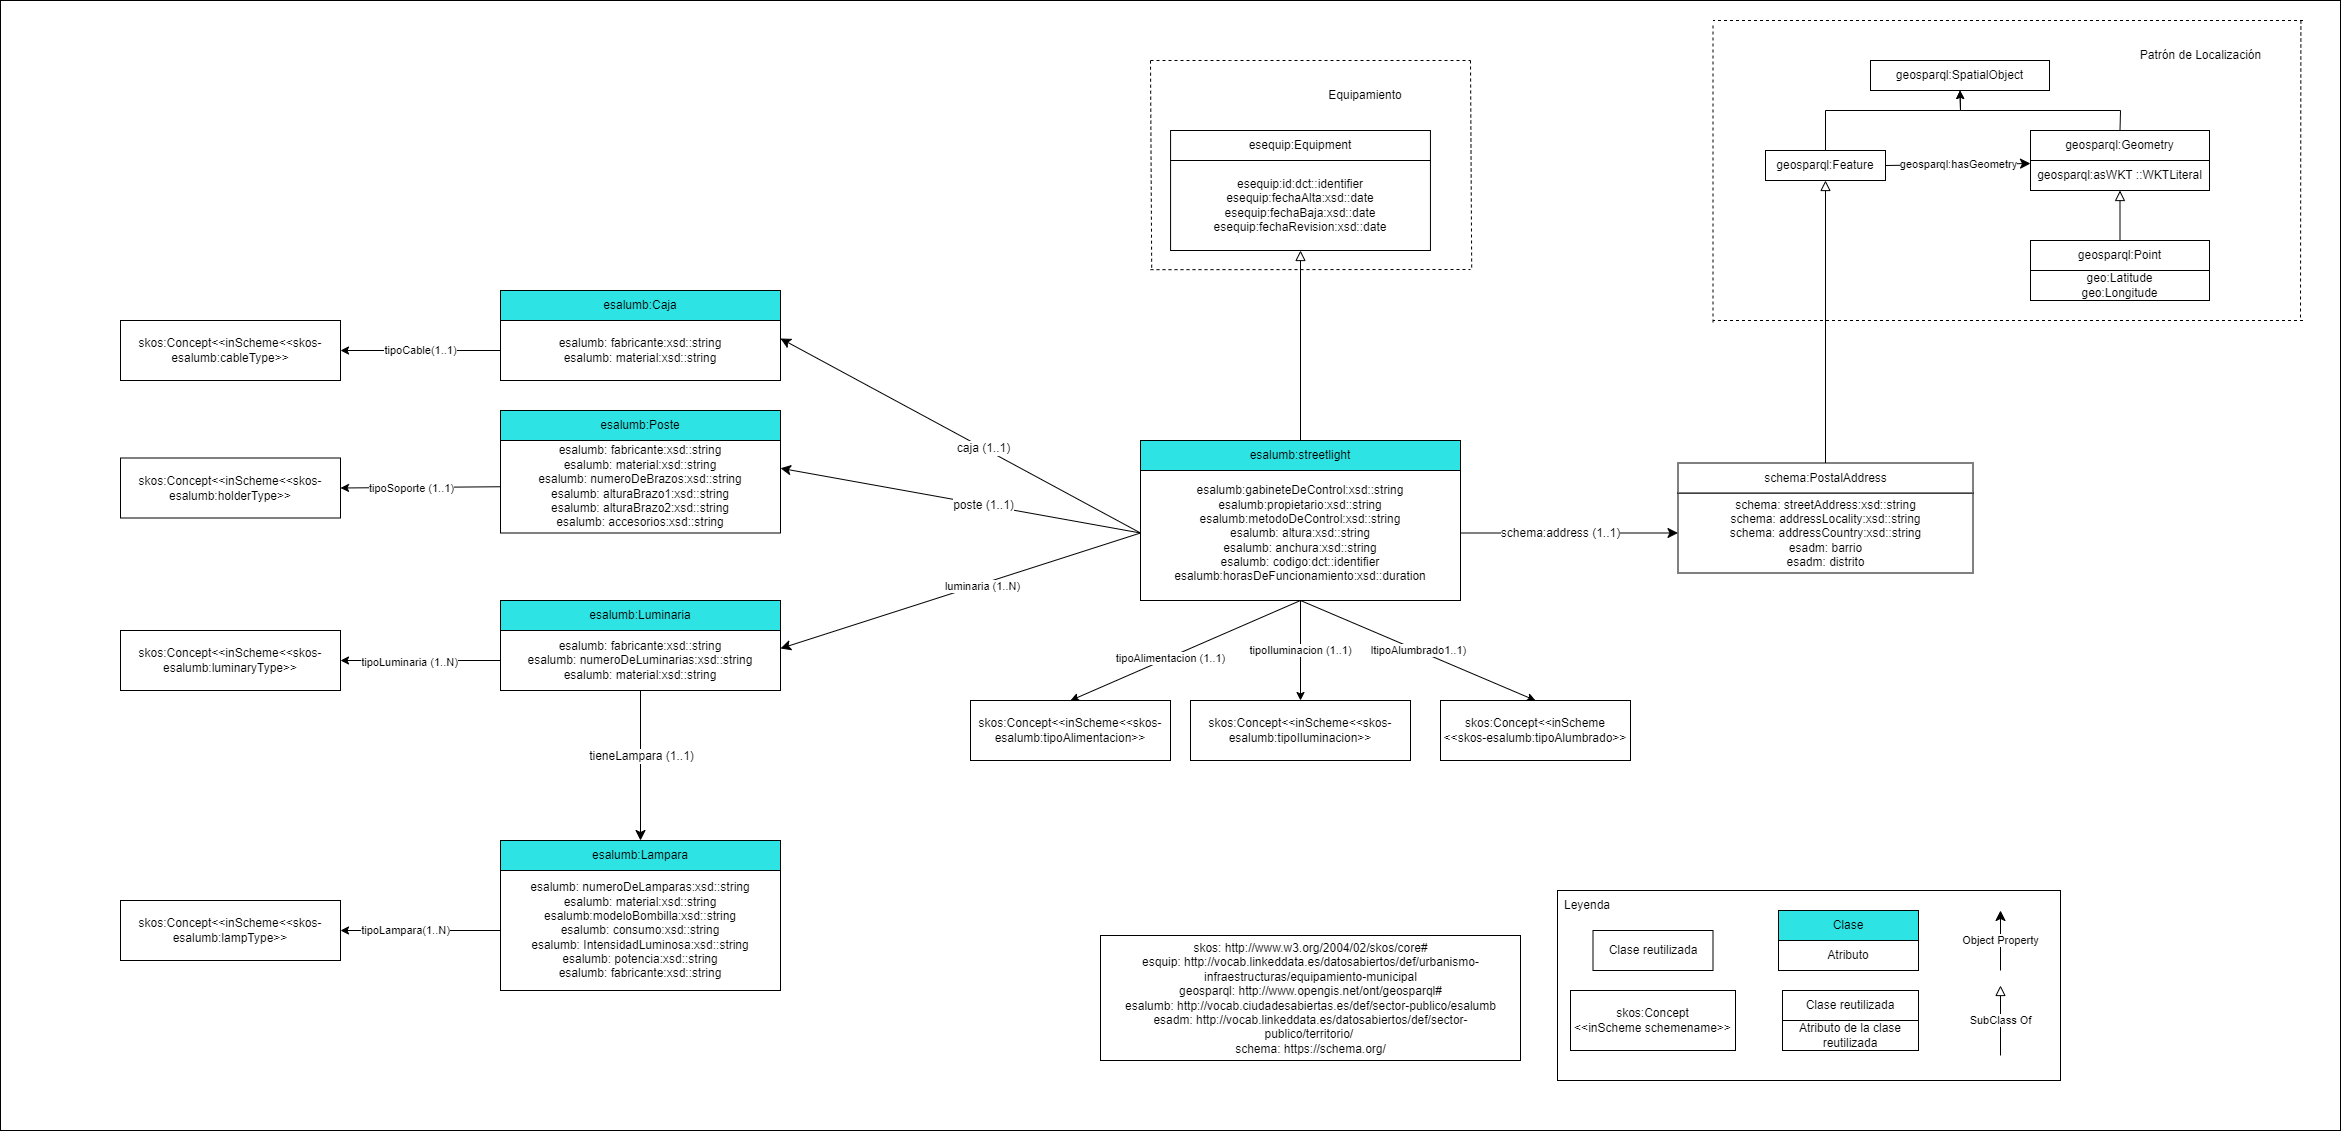 Patrón de Localización
geosparql:SpatialObject
Equipamiento
esequip:Equipment
esequip:id:dct::identifier
esequip:fechaAlta:xsd::date
esequip:fechaBaja:xsd::date
esequip:fechaRevision:xsd::date
geosparql:Feature
geosparql:hasGeometry
geosparql:Geometry
geosparql:asWKT ::WKTLiteral
geosparql:Point
geo:Latitude
geo:Longitude
esalumb:Caja
esalumb: fabricante:xsd::string
esalumb: material:xsd::string
tipoCable(1..1)
skos:Concept<<inScheme<<skos-
esalumb:cableType>>
esalumb:Poste
esalumb: fabricante:xsd::string
esalumb: material:xsd::string
esalumb: numeroDeBrazos:xsd::string
esalumb: alturaBrazo1:xsd::string
esalumb: alturaBrazo2:xsd::string
esalumb: accesorios:xsd::string
tipoSoporte (1..1)
skos:Concept<<inScheme<<skos-
esalumb:holderType>>
caja (1..1)
poste (1..1)
luminaria (1..N)
esalumb:streetlight
esalumb:gabineteDeControl:xsd::string
esalumb:propietario:xsd::string
esalumb:metodoDeControl:xsd::string
esalumb: altura:xsd::string
esalumb: anchura:xsd::string
esalumb: codigo:dct::identifier
esalumb:horasDeFuncionamiento:xsd::duration
schema:address (1..1)
schema:PostalAddress
schema: streetAddress:xsd::string
schema: addressLocality:xsd::string
schema: addressCountry:xsd::string
esadm: barrio
esadm: distrito
esalumb:Luminaria
esalumb: fabricante:xsd::string
esalumb: numeroDeLuminarias:xsd::string
esalumb: material:xsd::string
tipoLuminaria (1..N)
skos:Concept<<inScheme<<skos-
esalumb:luminaryType>>
tipoAlimentacion (1..1)
tipoIluminacion (1..1)
ltipoAlumbrado1..1)
skos:Concept<<inScheme<<skos-
esalumb:tipoAlimentacion>>
skos:Concept<<inScheme<<skos-
esalumb:tipoIluminacion>>
skos:Concept<<inScheme
<<skos-esalumb:tipoAlumbrado>>
tieneLampara (1..1)
esalumb:Lampara
esalumb: numeroDeLamparas:xsd::string
esalumb: material:xsd::string
esalumb:modeloBombilla:xsd::string
esalumb: consumo:xsd::string
esalumb: IntensidadLuminosa:xsd::string
esalumb: potencia:xsd::string
esalumb: fabricante:xsd::string
tipoLampara(1..N)
skos:Concept<<inScheme<<skos-
esalumb:lampType>>
skos: http://www.w3.org/2004/02/skos/core#
esquip: http://vocab.linkeddata.es/datosabiertos/def/urbanismo-
infraestructuras/equipamiento-municipal
geosparql: http://www.opengis.net/ont/geosparql#
esalumb: http://vocab.ciudadesabiertas.es/def/sector-publico/esalumb
esadm: http://vocab.linkeddata.es/datosabiertos/def/sector-
publico/territorio/
schema: https://schema.org/
Leyenda
Clase reutilizada
Clase
Atributo
Object Property
skos:Concept
<<inScheme schemename>>
Clase reutilizada
Atributo de la clase
reutilizada
SubClass Of